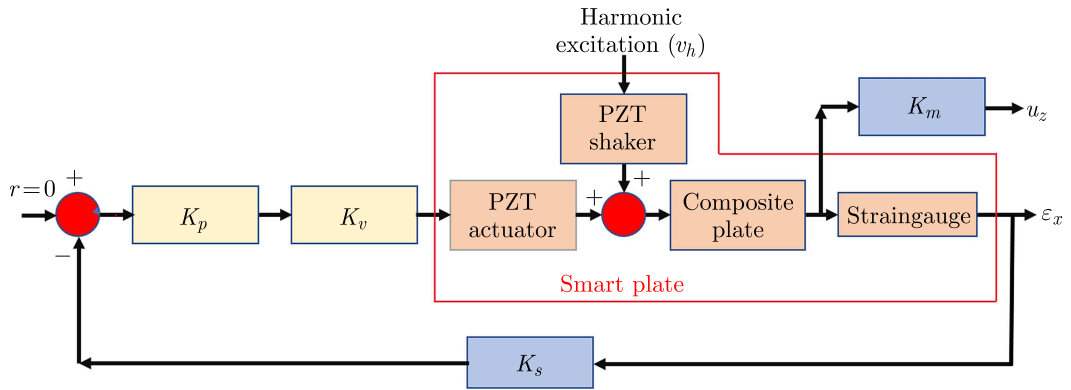 Harmonic
excitation (v_h)
PZT
shaker
K_m
u_z
r=0
+
−
K_p
K_v
PZT
actuator
+
+
Composite
plate
Straingauge
ε_x
Smart plate
K_s